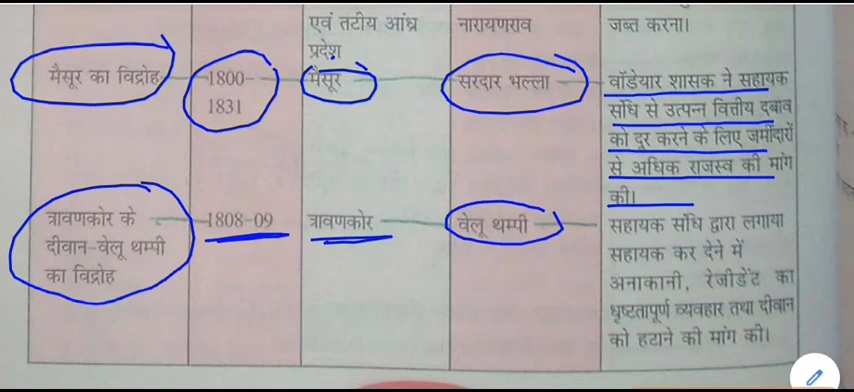 एवं तटीय आंध्र
प्रदेश
नारायणराव
जब्त करना।
मैसूर का विद्रोह
1800-
1831
मैसूर
सरदार भल्ला
वॉडेयार शासक ने सहायक
संधि से उत्पन्न वित्तीय दबाव
को दूर करने के लिए जमींदारों
से अधिक राजस्व की मांग
की।
त्रावणकोर के
दीवान-वेलू थम्पी
का विद्रोह
1808-09
त्रावणकोर
वेलू थम्पी
सहायक संधि द्वारा लगाया
सहायक कर देने में
अनाकानी, रेजीडेंट का
धृष्टतापूर्ण व्यवहार तथा दीवान
को हटाने की मांग की।